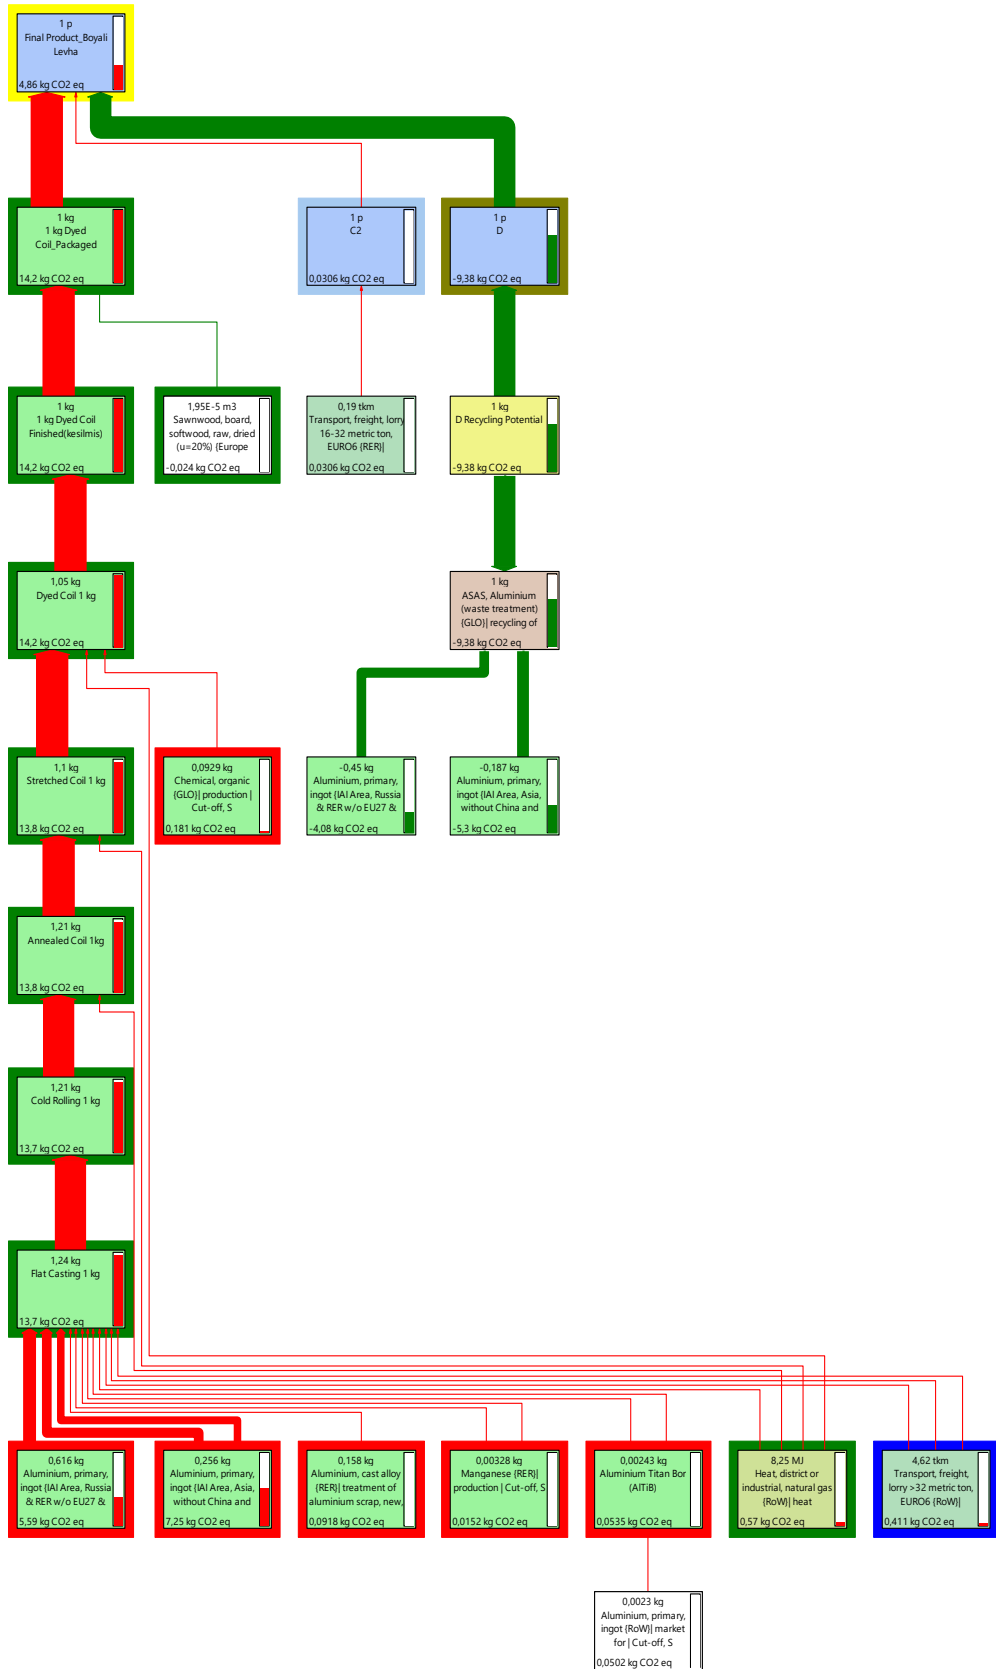 1 p
Final Product_Boyali
Levha
4,86 kg CO2 eq
1 kg
1 kg Dyed
Coil_Packaged
14,2 kg CO2 eq
1 p
C2
0,0306 kg CO2 eq
1 p
D
-9,38 kg CO2 eq
1 kg
1 kg Dyed Coil
Finished(kesilmis)
14,2 kg CO2 eq
1,95E-5 m3
Sawnwood, board,
softwood, raw, dried
(u=20%) {Europe
-0,024 kg CO2 eq
0,19 tkm
Transport, freight, lorry
16-32 metric ton,
EURO6 {RER}|
0,0306 kg CO2 eq
1 kg
D Recycling Potential
-9,38 kg CO2 eq
1,05 kg
Dyed Coil 1 kg
14,2 kg CO2 eq
1 kg
ASAS, Aluminium
(waste treatment)
{GLO}| recycling of
-9,38 kg CO2 eq
1,1 kg
Stretched Coil 1 kg
13,8 kg CO2 eq
0,0929 kg
Chemical, organic
{GLO}| production |
Cut-off, S
0,181 kg CO2 eq
-0,45 kg
Aluminium, primary,
ingot {IAI Area, Russia
& RER w/o EU27 &
-4,08 kg CO2 eq
-0,187 kg
Aluminium, primary,
ingot {IAI Area, Asia,
without China and
-5,3 kg CO2 eq
1,21 kg
Annealed Coil 1kg
13,8 kg CO2 eq
1,21 kg
Cold Rolling 1 kg
13,7 kg CO2 eq
1,24 kg
Flat Casting 1 kg
13,7 kg CO2 eq
0,616 kg
Aluminium, primary,
ingot {IAI Area, Russia
& RER w/o EU27 &
5,59 kg CO2 eq
0,256 kg
Aluminium, primary,
ingot {IAI Area, Asia,
without China and
7,25 kg CO2 eq
0,158 kg
Aluminium, cast alloy
{RER}| treatment of
aluminium scrap, new,
0,0918 kg CO2 eq
0,00328 kg
Manganese {RER}|
production | Cut-off, S
0,0152 kg CO2 eq
0,00243 kg
Aluminium Titan Bor
(AlTiB)
0,0535 kg CO2 eq
8,25 MJ
Heat, district or
industrial, natural gas
{RoW}| heat
0,57 kg CO2 eq
4,62 tkm
Transport, freight,
lorry >32 metric ton,
EURO6 {RoW}|
0,411 kg CO2 eq
0,0023 kg
Aluminium, primary,
ingot {RoW}| market
for | Cut-off, S
0,0502 kg CO2 eq